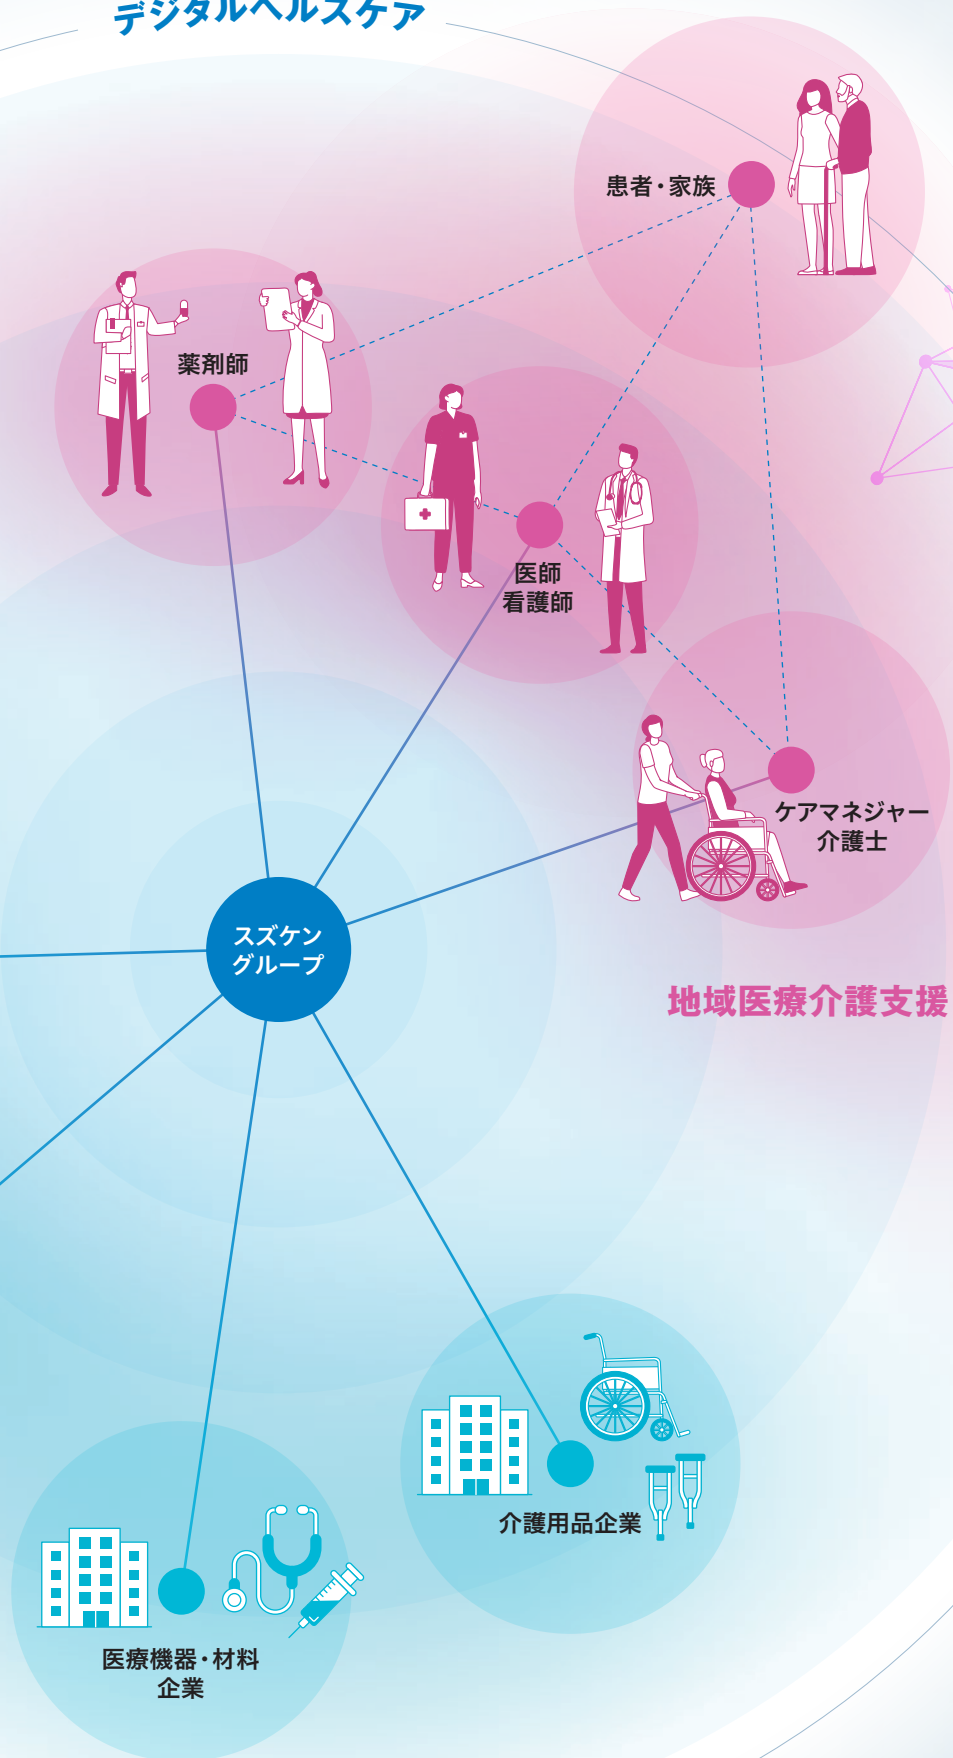 デジタルヘルスケア
患者・家族
薬剤師
医師
看護師
ケアマネジャー
介護士
スズケン
グループ
地域医療介護支援
介護用品企業
医療機器・材料
企業